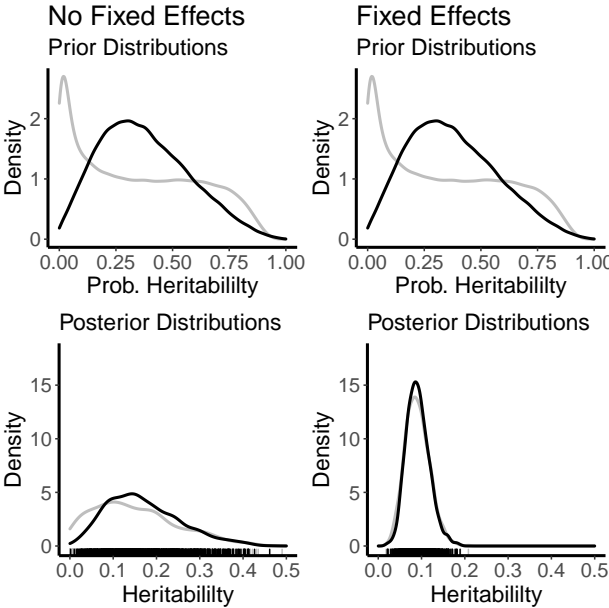 No Fixed Effects
Fixed Effects
Prior Distributions
Prior Distributions
Density
2
1
0
0.00 0.25 0.50 0.75 1.00
Prob. Heritabililty
Density
2
1
0
0.00 0.25 0.50 0.75 1.00
Prob. Heritabililty
Posterior Distributions
Posterior Distributions
Density
15
10
5
0
0.0 0.1 0.2 0.3 0.4 0.5
Heritabililty
Density
15
10
5
0
0.0 0.1 0.2 0.3 0.4 0.5
Heritabililty